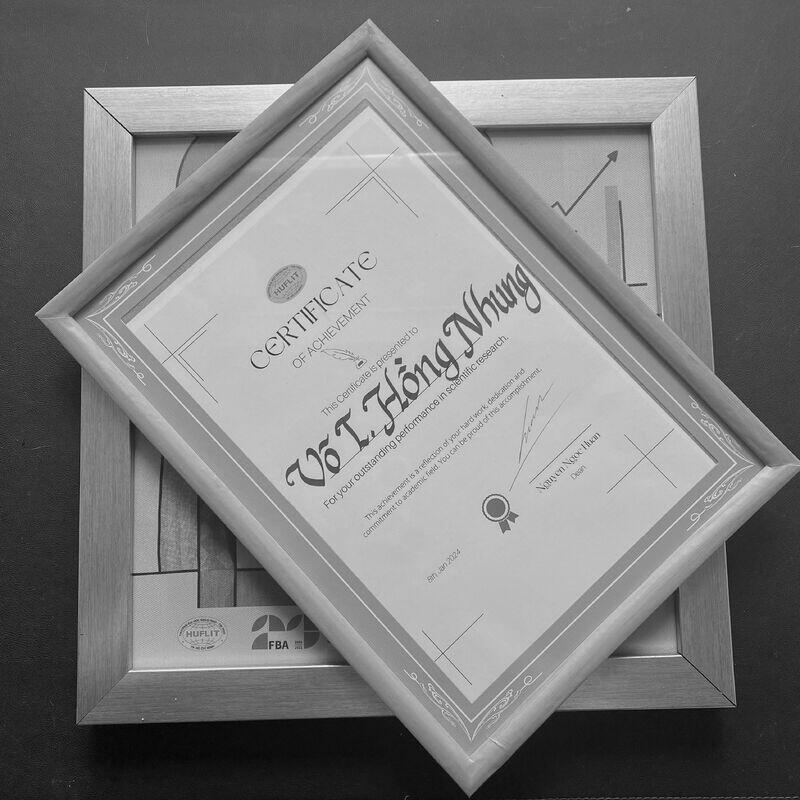 HUFLIT
CERTIFICATE
OF ACHIEVEMENT
This Certificate is presented to
Võ T. Hồng Nhung
For your outstanding performance in scientific research.
This achievement is a reflection of your hard work, dedication and
commitment to academic field. You can be proud of this accomplishment.
Nguyen Ngoc Huan
Dean
8th Jan 2024
HUFLIT
FBA